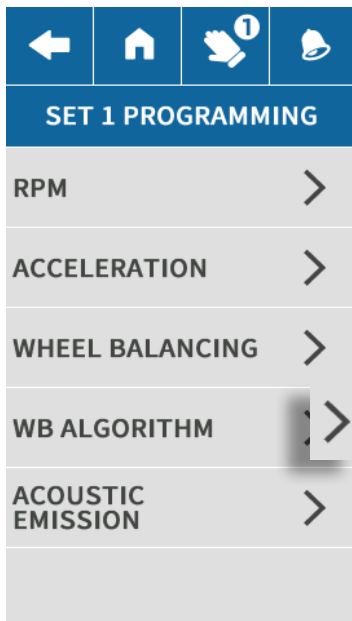 1
SET 1 PROGRAMMING
RPM
ACCELERATION
WHEEL BALANCING
WB ALGORITHM
ACOUSTIC
EMISSION